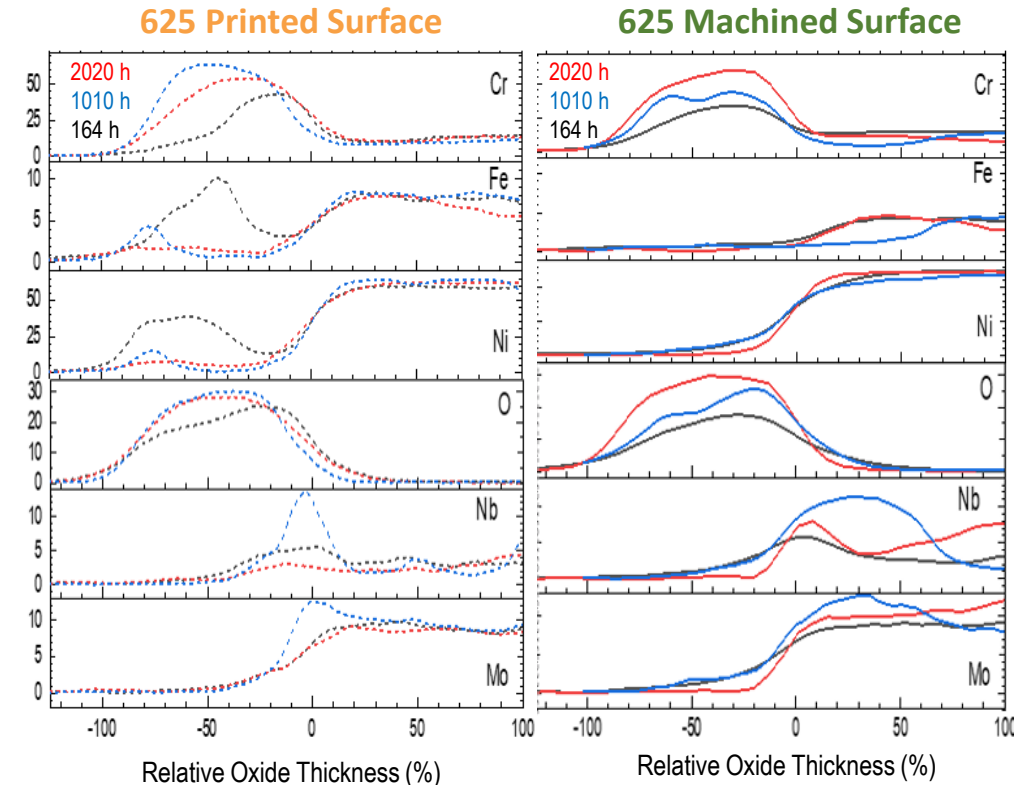 625 Printed Surface
625 Machined Surface
2020 h
1010 h
164 h
Cr
50
25
0
Fe
10
5
0
Ni
50
25
0
O
30
20
10
0
Nb
10
5
0
Mo
10
5
0
-100 -50 0 50 100
Relative Oxide Thickness (%)
2020 h
1010 h
164 h
Cr
Fe
Ni
O
Nb
Mo
-100 -50 0 50 100
Relative Oxide Thickness (%)